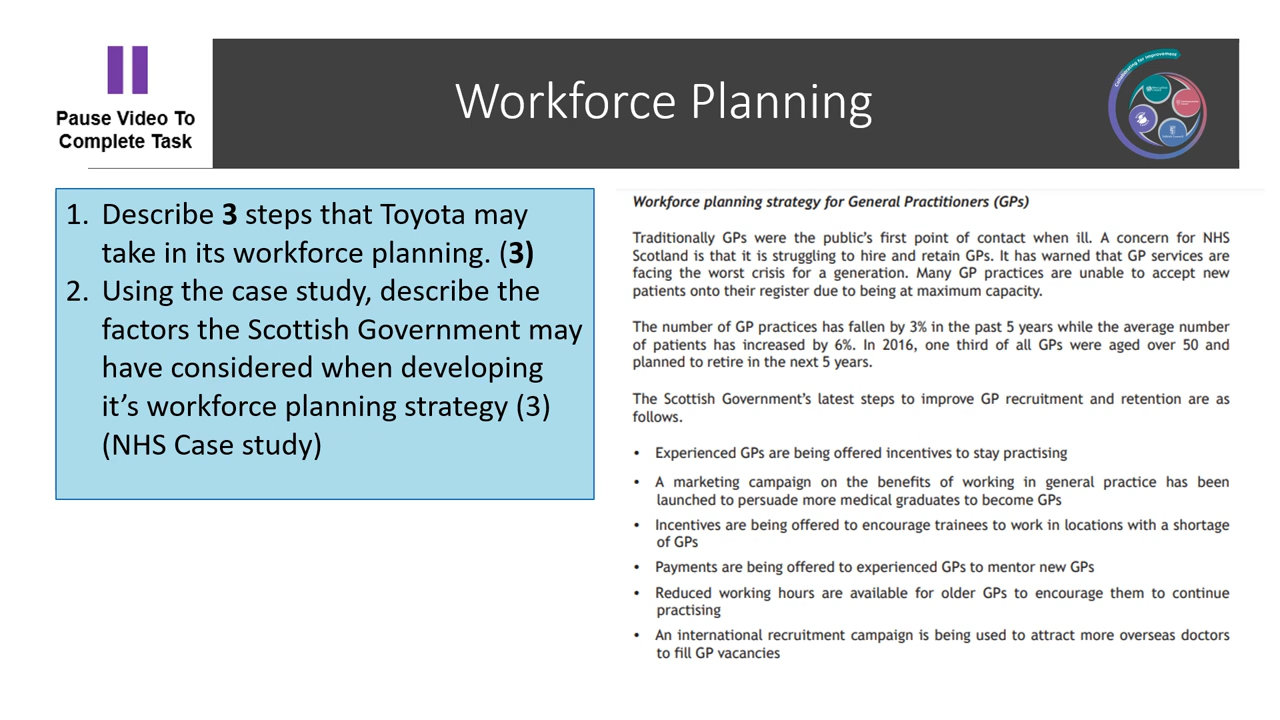 Pause Video To
Complete Task
Workforce Planning
Collaborating for Improvement
1. Describe 3 steps that Toyota may
take in its workforce planning. (3)
2. Using the case study, describe the
factors the Scottish Government may
have considered when developing
it’s workforce planning strategy (3)
(NHS Case study)
Workforce planning strategy for General Practitioners (GPs)
Traditionally GPs were the public’s first point of contact when ill. A concern for NHS
Scotland is that it is struggling to hire and retain GPs. It has warned that GP services are
facing the worst crisis for a generation. Many GP practices are unable to accept new
patients onto their register due to being at maximum capacity.
The number of GP practices has fallen by 3% in the past 5 years while the average number
of patients has increased by 6%. In 2016, one third of all GPs were aged over 50 and
planned to retire in the next 5 years.
The Scottish Government’s latest steps to improve GP recruitment and retention are as
follows.
• Experienced GPs are being offered incentives to stay practising
• A marketing campaign on the benefits of working in general practice has been
launched to persuade more medical graduates to become GPs
• Incentives are being offered to encourage trainees to work in locations with a shortage
of GPs
• Payments are being offered to experienced GPs to mentor new GPs
• Reduced working hours are available for older GPs to encourage them to continue
practising
• An international recruitment campaign is being used to attract more overseas doctors
to fill GP vacancies